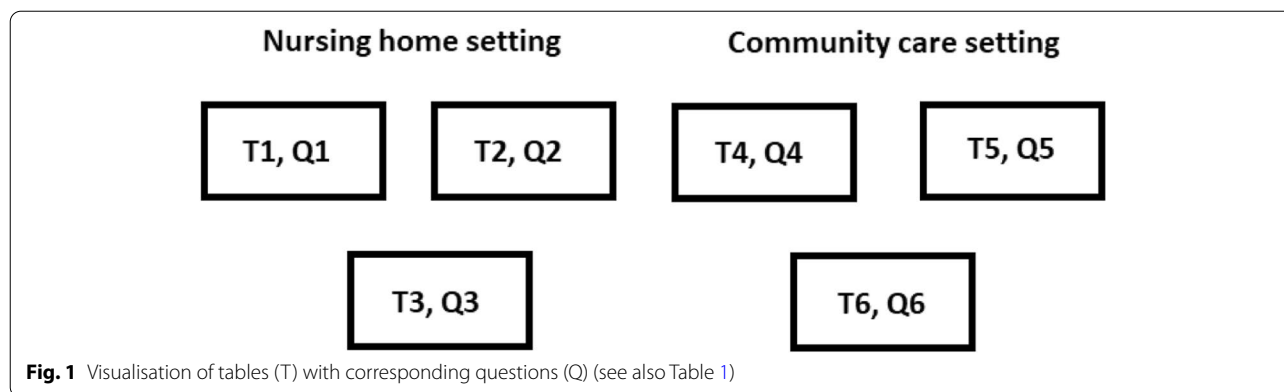 Nursing home setting Community care setting
T1, Q1 T2, Q2 T4, Q4 T5, Q5
T3, Q3 T6, Q6
Fig. 1 Visualisation of tables (T) with corresponding questions (Q) (see also Table 1)